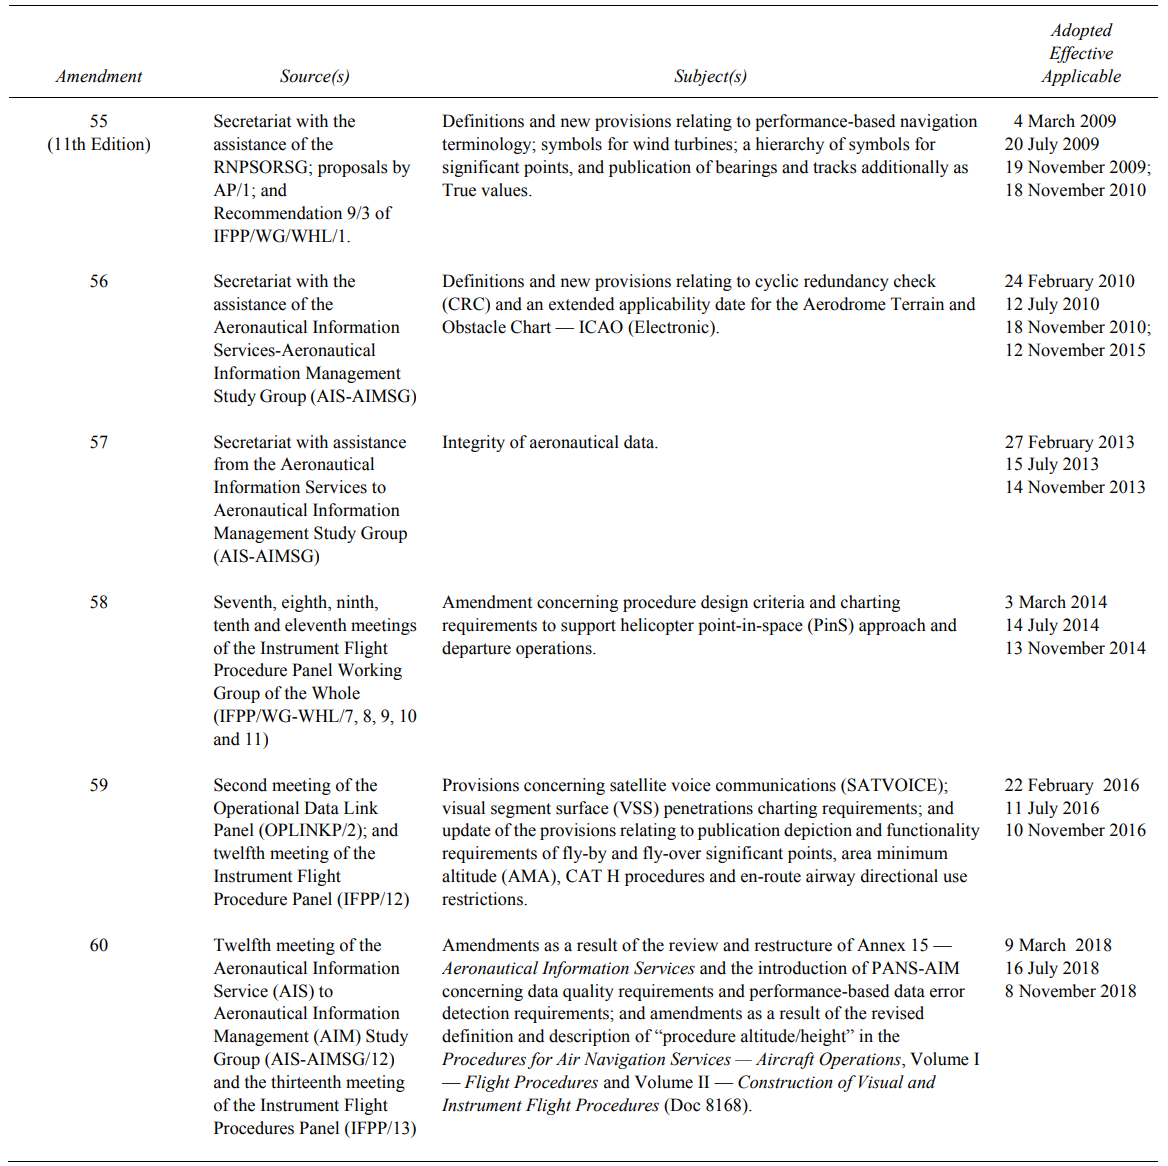 Adopted
Effective
Amendment Source(s) Subject(s) Applicable
55
(11th Edition)
Secretariat with the
assistance of the
RNPSORSG; proposals by
AP/1; and
Recommendation 9/3 of
IFPP/WG/WHL/1.
Definitions and new provisions relating to performance-based navigation
terminology; symbols for wind turbines; a hierarchy of symbols for
significant points, and publication of bearings and tracks additionally as
True values.
4 March 2009
20 July 2009
19 November 2009;
18 November 2010
56
Secretariat with the
assistance of the
Aeronautical Information
Services-Aeronautical
Information Management
Study Group (AIS-AIMSG)
Definitions and new provisions relating to cyclic redundancy check
(CRC) and an extended applicability date for the Aerodrome Terrain and
Obstacle Chart — ICAO (Electronic).
24 February 2010
12 July 2010
18 November 2010;
12 November 2015
57
Secretariat with assistance
from the Aeronautical
Information Services to
Aeronautical Information
Management Study Group
(AIS-AIMSG)
Integrity of aeronautical data.
27 February 2013
15 July 2013
14 November 2013
58
Seventh, eighth, ninth,
tenth and eleventh meetings
of the Instrument Flight
Procedure Panel Working
Group of the Whole
(IFPP/WG-WHL/7, 8, 9, 10
and 11)
Amendment concerning procedure design criteria and charting
requirements to support helicopter point-in-space (PinS) approach and
departure operations.
3 March 2014
14 July 2014
13 November 2014
59
Second meeting of the
Operational Data Link
Panel (OPLINKP/2); and
twelfth meeting of the
Instrument Flight
Procedure Panel (IFPP/12)
Provisions concerning satellite voice communications (SATVOICE);
visual segment surface (VSS) penetrations charting requirements; and
update of the provisions relating to publication depiction and functionality
requirements of fly-by and fly-over significant points, area minimum
altitude (AMA), CAT H procedures and en-route airway directional use
restrictions.
22 February 2016
11 July 2016
10 November 2016
60
Twelfth meeting of the
Aeronautical Information
Service (AIS) to
Aeronautical Information
Management (AIM) Study
Group (AIS-AIMSG/12)
and the thirteenth meeting
of the Instrument Flight
Procedures Panel (IFPP/13)
Amendments as a result of the review and restructure of Annex 15 —
Aeronautical Information Services and the introduction of PANS-AIM
concerning data quality requirements and performance-based data error
detection requirements; and amendments as a result of the revised
definition and description of “procedure altitude/height” in the
Procedures for Air Navigation Services — Aircraft Operations, Volume I
— Flight Procedures and Volume II — Construction of Visual and
Instrument Flight Procedures (Doc 8168).
9 March 2018
16 July 2018
8 November 2018